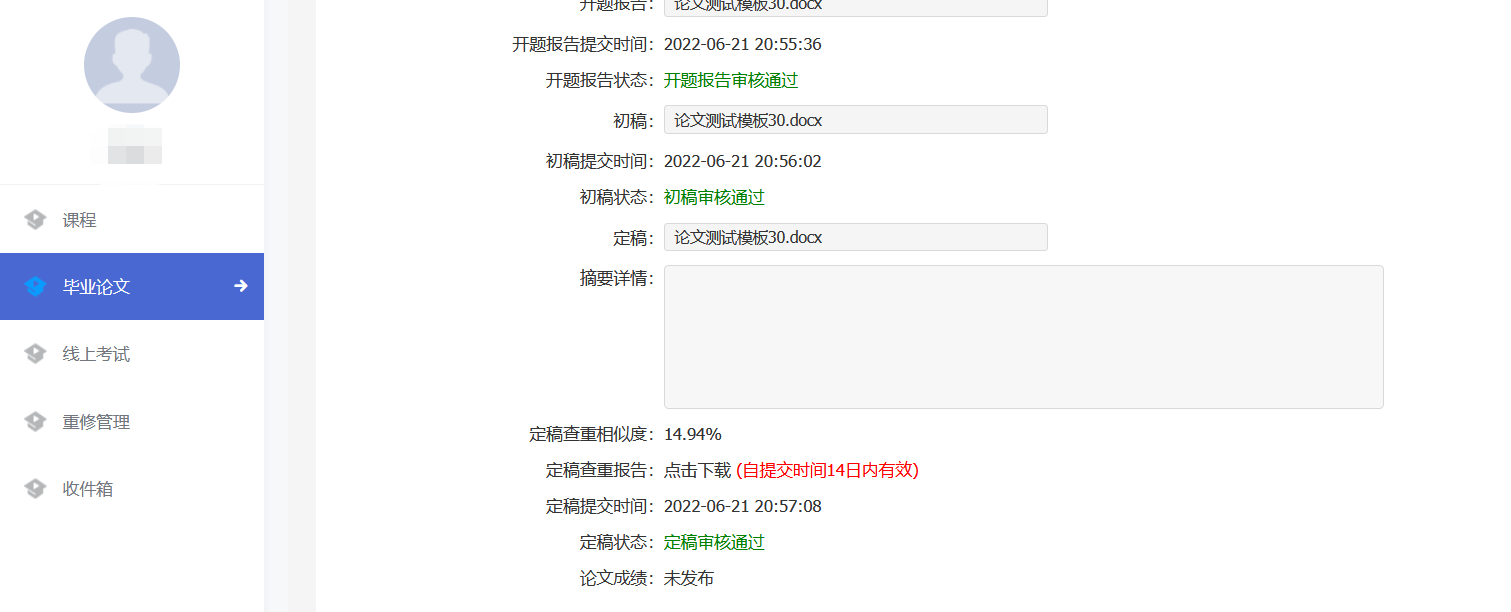 课程
毕业论文
线上考试
重修管理
收件箱
开题报告： 论文测试模板30.docx
开题报告提交时间： 2022-06-21 20:55:36
开题报告状态： 开题报告审核通过
初稿： 论文测试模板30.docx
初稿提交时间： 2022-06-21 20:56:02
初稿状态： 初稿审核通过
定稿： 论文测试模板30.docx
摘要详情：
定稿查重相似度： 14.94%
定稿查重报告： 点击下载 (自提交时间14日内有效)
定稿提交时间： 2022-06-21 20:57:08
定稿状态： 定稿审核通过
论文成绩： 未发布